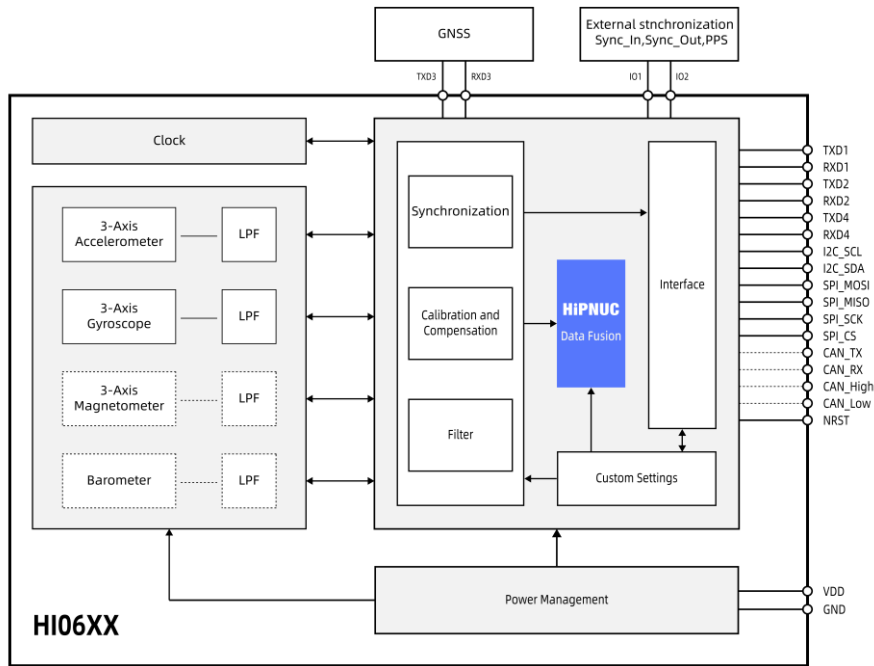 GNSS
External stnchronization
Sync_In,Sync_Out,PPS
TXD3
RXD3
IO1
IO2
Clock
3-Axis
Accelerometer
LPF
3-Axis
Gyroscope
LPF
3-Axis
Magnetometer
LPF
Barometer
LPF
Synchronization
Calibration and
Compensation
Filter
HiPNUC
Data Fusion
Interface
Custom Settings
Power Management
TXD1
RXD1
TXD2
RXD2
TXD4
RXD4
I2C_SCL
I2C_SDA
SPI_MOSI
SPI_MISO
SPI_SCK
SPI_CS
CAN_TX
CAN_RX
CAN_High
CAN_Low
NRST
VDD
GND
HI06XX